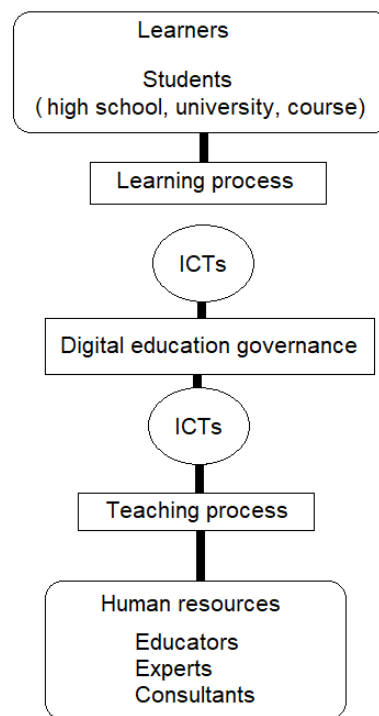 Learners
Students
( high school, university, course)
Learning process
ICTs
Digital education governance
ICTs
Teaching process
Human resources
Educators
Experts
Consultants